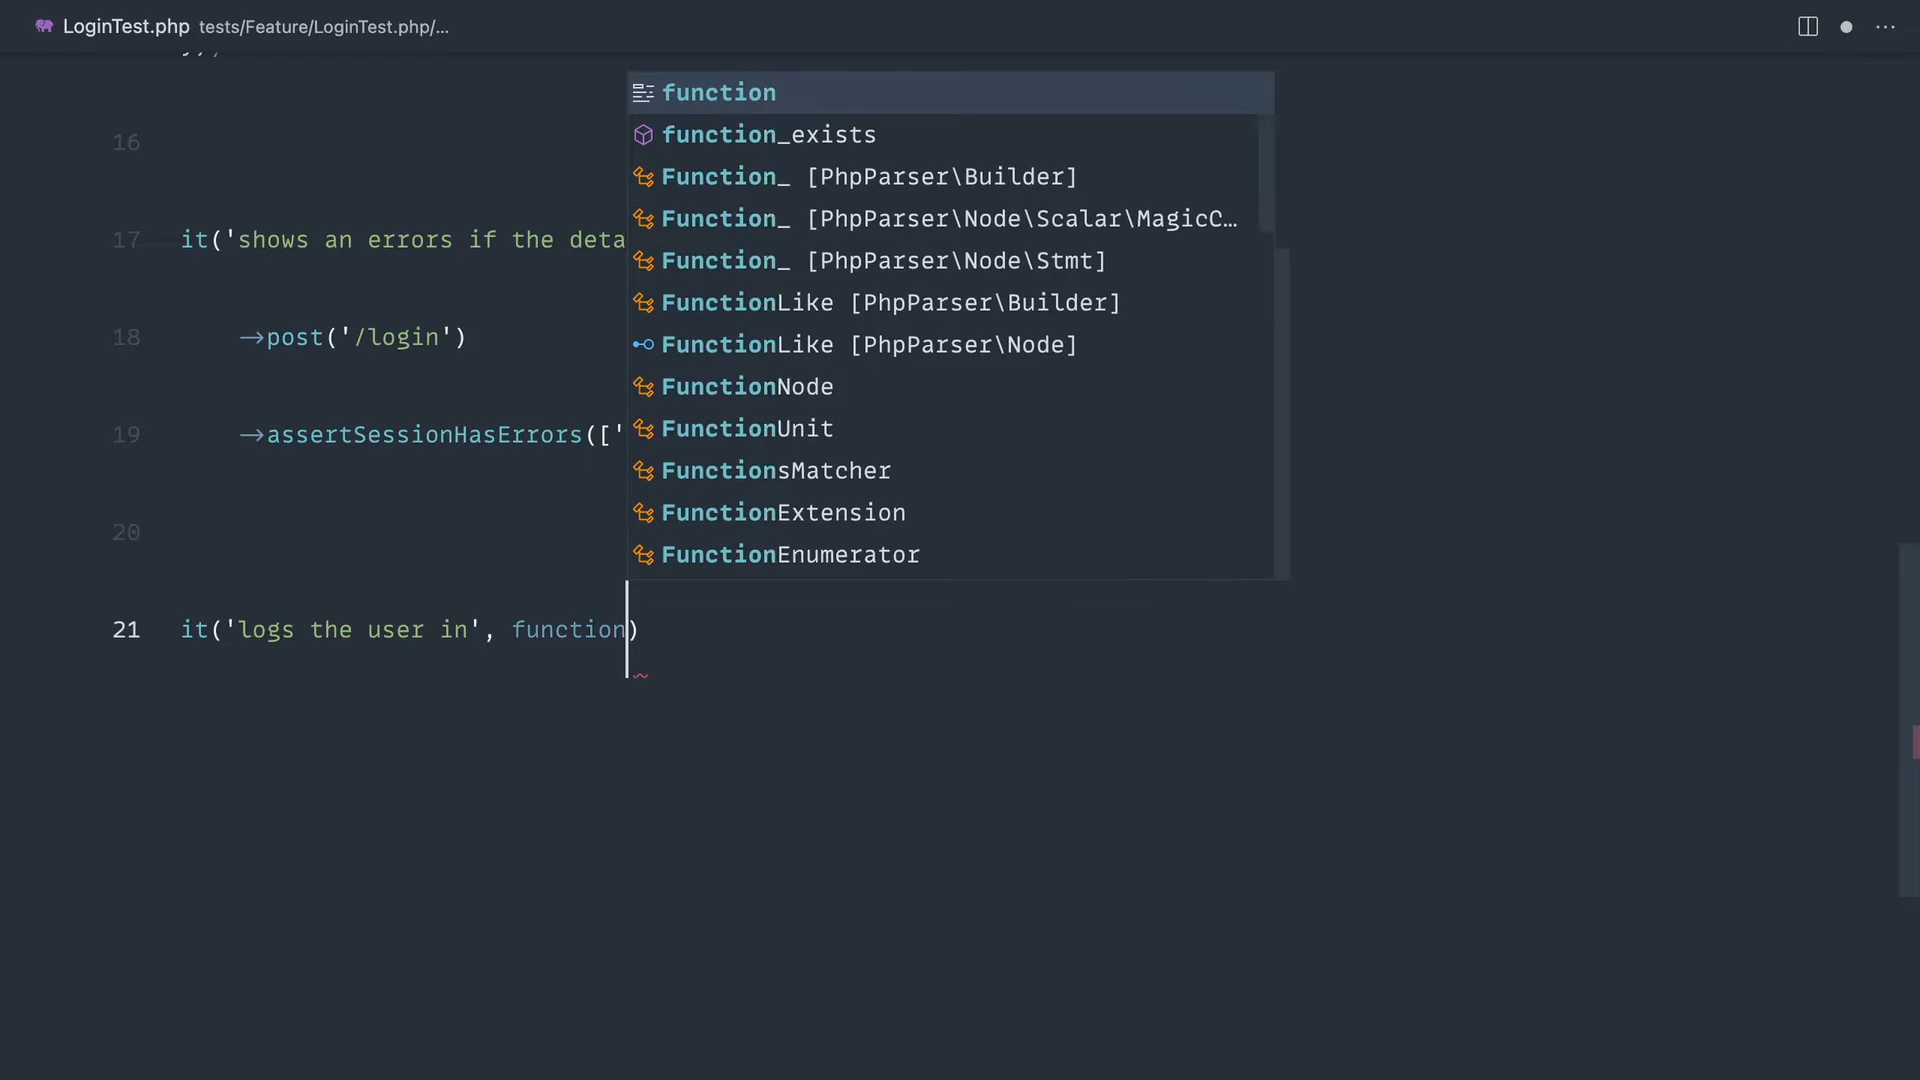 LoginTest.php tests/Feature/LoginTest.php/...
16
17 it('shows an errors if the deta
18 ->post('/login')
19 ->assertSessionHasErrors(['
20
21 it('logs the user in', function)
function
function_exists
Function_ [PhpParser\Builder]
Function_ [PhpParser\Node\Scalar\MagicC…
Function_ [PhpParser\Node\Stmt]
FunctionLike [PhpParser\Builder]
FunctionLike [PhpParser\Node]
FunctionNode
FunctionUnit
FunctionsMatcher
FunctionExtension
FunctionEnumerator